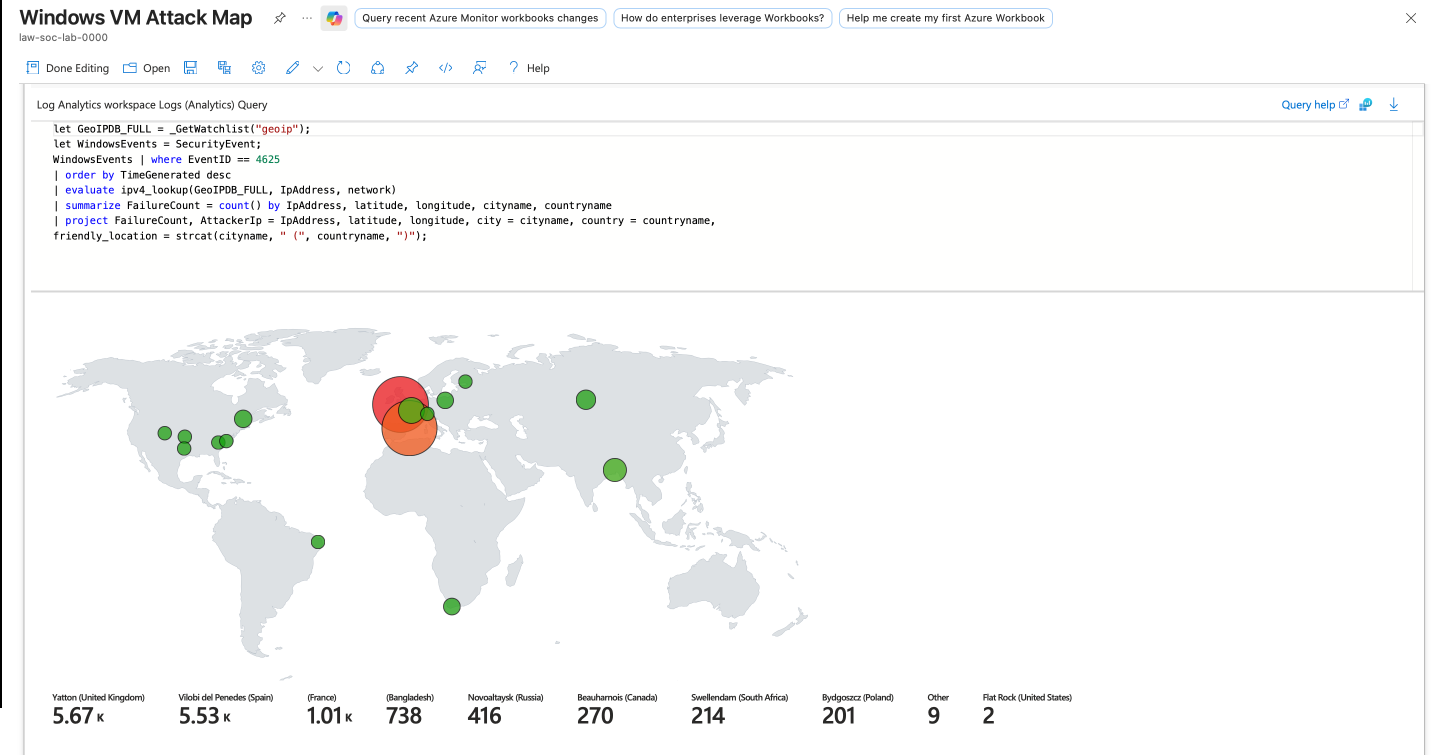 Windows VM Attack Map
Query recent Azure Monitor workbooks changes
How do enterprises leverage Workbooks?
Help me create my first Azure Workbook
law-soc-lab-0000
Done Editing
Open
Help
Log Analytics workspace Logs (Analytics) Query
Query help
let GeoIPDB_FULL = _GetWatchlist("geoip");
let WindowsEvents = SecurityEvent;
WindowsEvents | where EventID == 4625
| order by TimeGenerated desc
| evaluate ipv4_lookup(GeoIPDB_FULL, IpAddress, network)
| summarize FailureCount = count() by IpAddress, latitude, longitude, cityname, countryname
| project FailureCount, AttackerIp = IpAddress, latitude, longitude, city = cityname, country = countryname,
friendly_location = strcat(cityname, " (", countryname, ")");
Yatton (United Kingdom)
5.67 K
Vilobi del Penedes (Spain)
5.53 K
(France)
1.01 K
(Bangladesh)
738
Novoaltaysk (Russia)
416
Beauharnois (Canada)
270
Swellendam (South Africa)
214
Bydgoszcz (Poland)
201
Other
9
Flat Rock (United States)
2